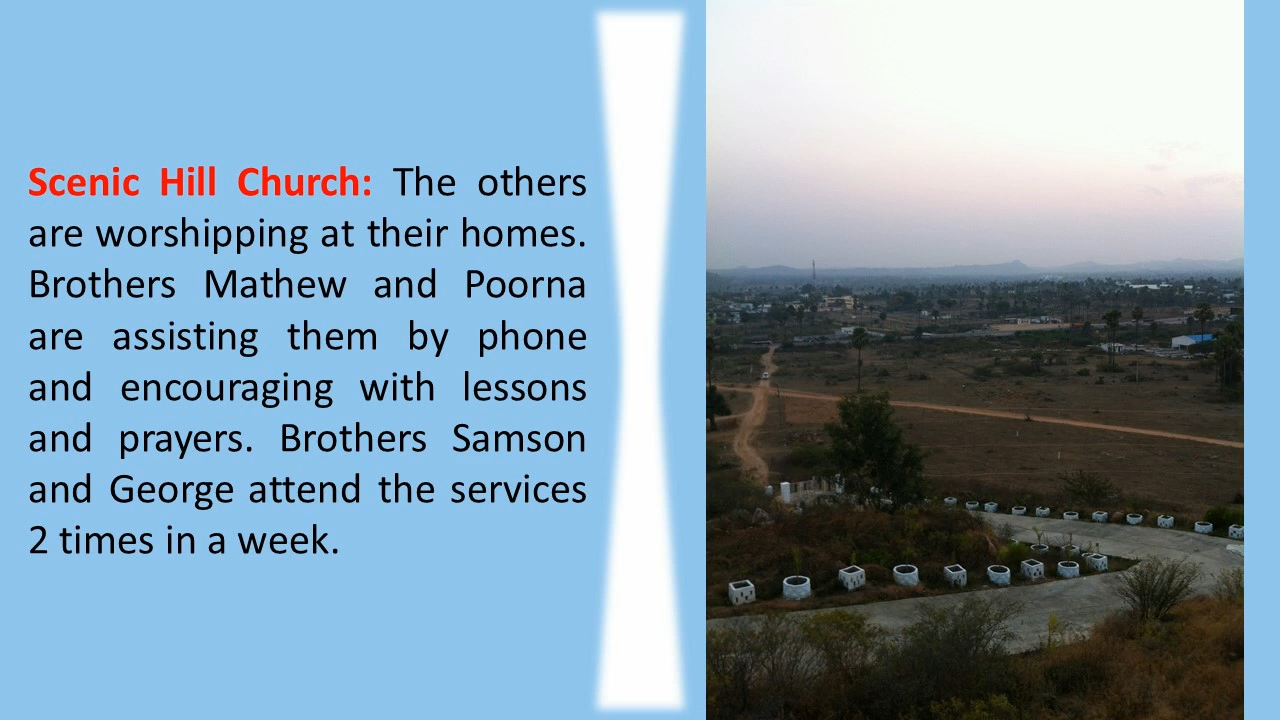 Scenic Hill Church: The others
are worshipping at their homes.
Brothers Mathew and Poorna
are assisting them by phone
and encouraging with lessons
and prayers. Brothers Samson
and George attend the services
2 times in a week.